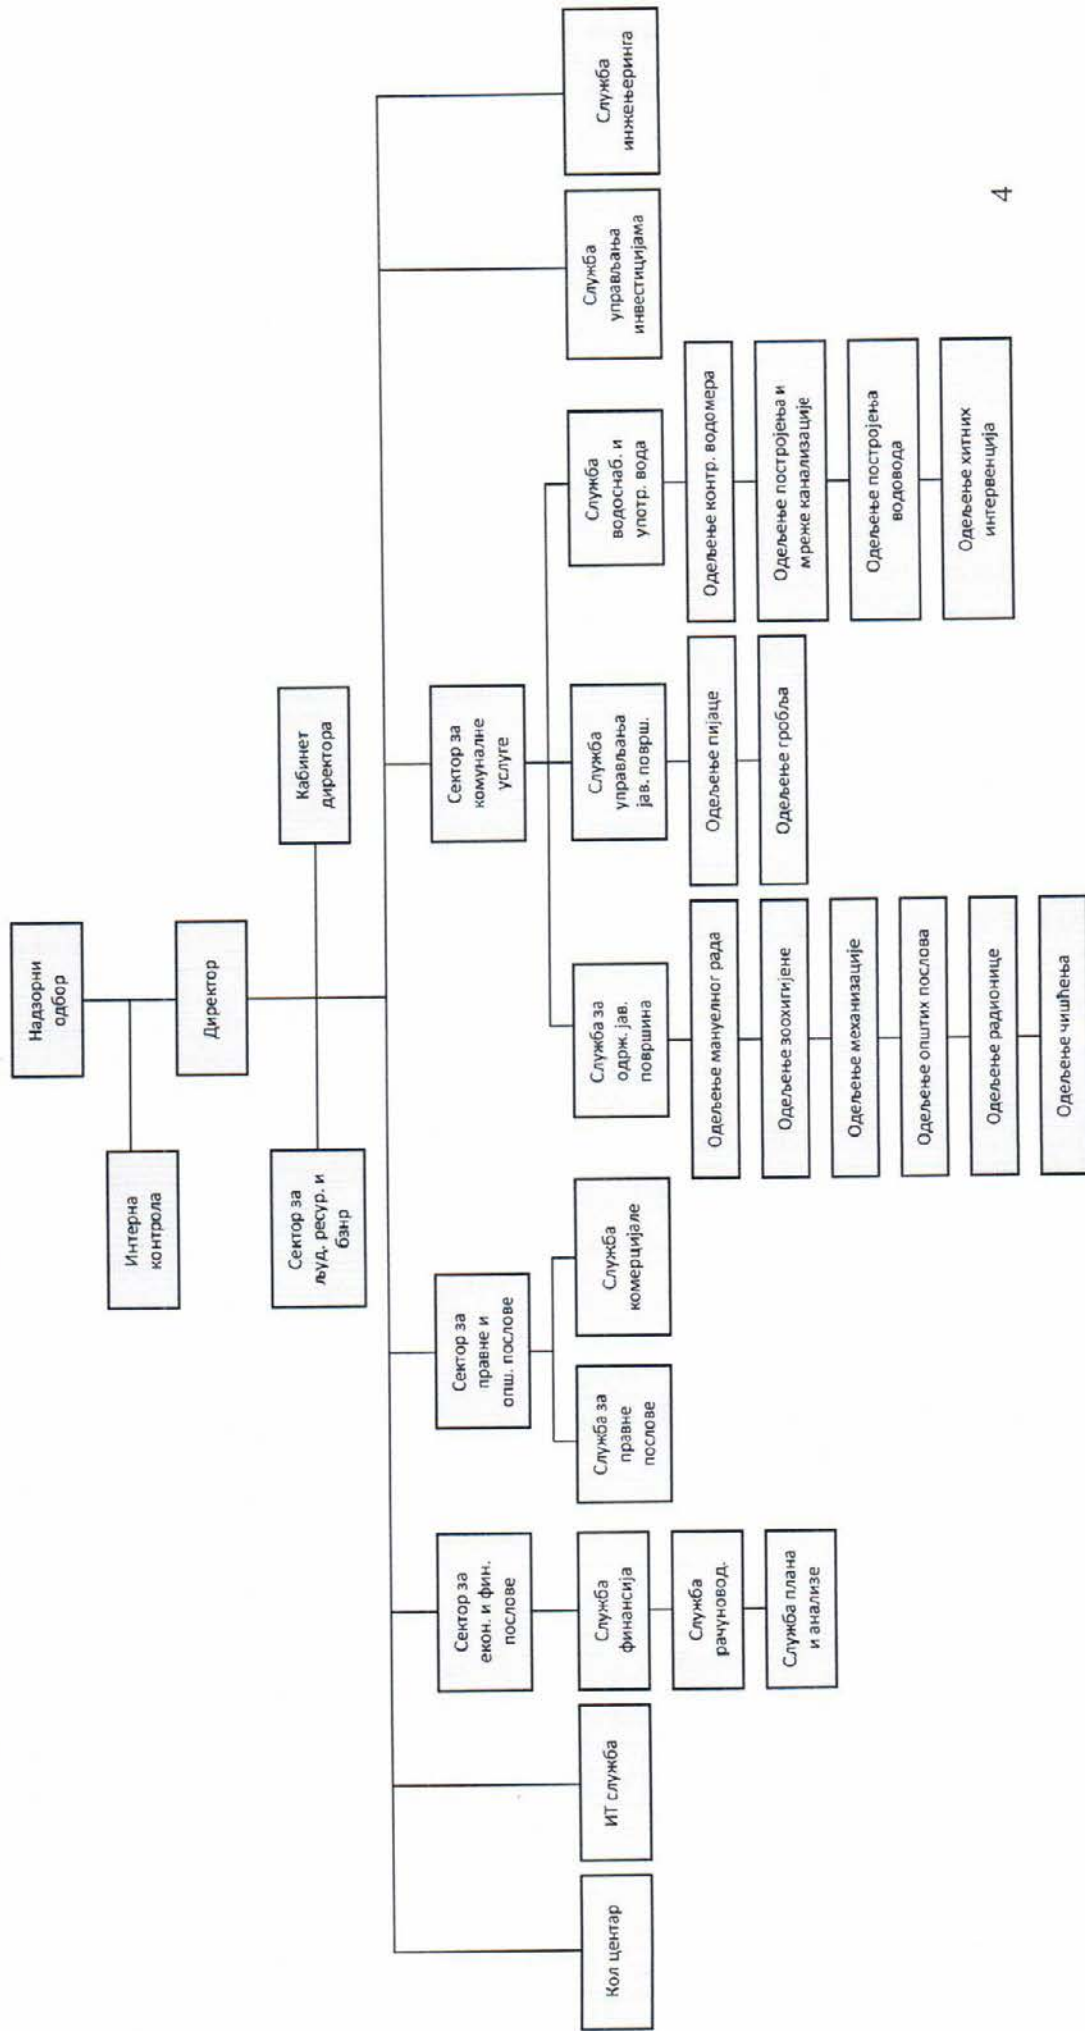 Надзорни
одбор
Интерна
контрола
Директор
Сектор за
људ. ресур. и
бзнр
Кабинет
директора
Кол центар
ИТ служба
Сектор за
екон. и фин.
послове
Служба
финансија
Служба
рачуновод.
Служба плана
и анализе
Сектор за
правне и
опш. послове
Служба за
правне
послове
Служба
комерцијале
Сектор за
комуналне
услуге
Служба за
одрж. јав.
површина
Одељење мануелног рада
Одељење зоохигијене
Одељење механизације
Одељење општих послова
Одељење радионице
Одељење чишћења
Служба
управљања
јав. површ.
Одељење пијаце
Одељење гробља
Служба
водоснаб. и
употр. вода
Одељење контр. водомера
Одељење постројења и
мреже канализације
Одељење постројења
водовода
Одељење хитних
интервенција
Служба
управљања
инвестицијама
Служба
инжењеринга
4